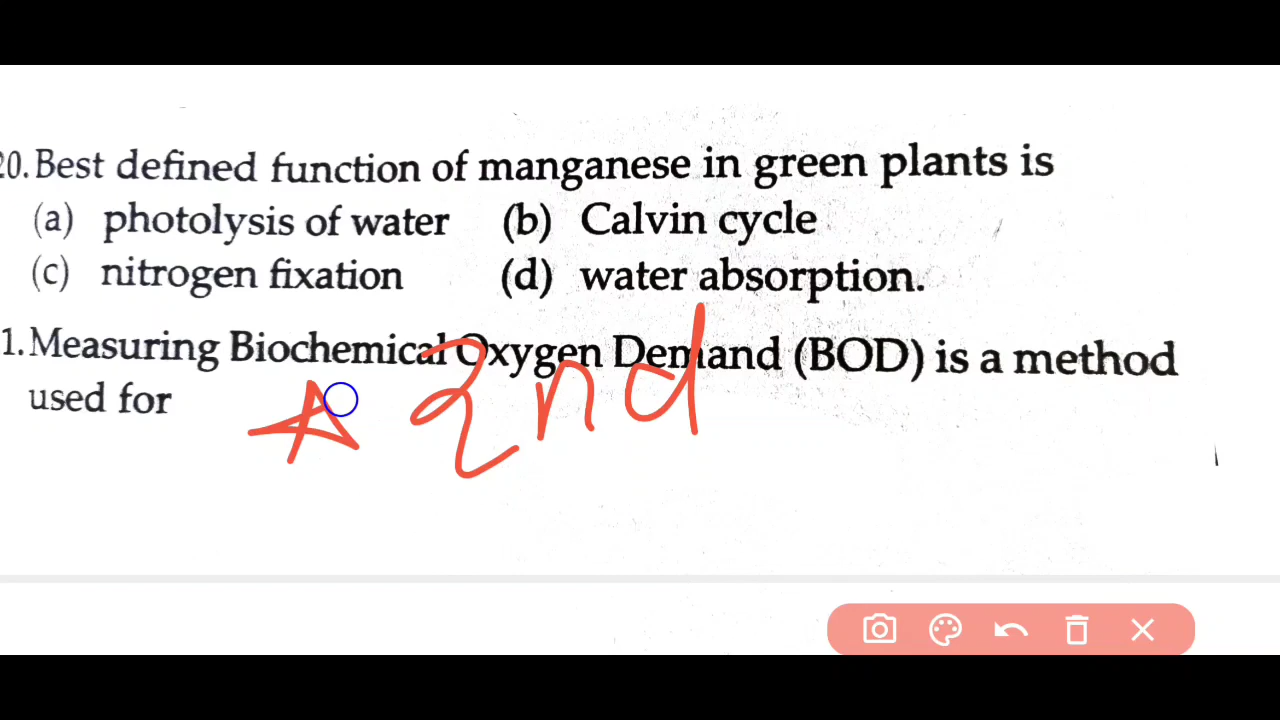 20. Best defined function of manganese in green plants is
(a) photolysis of water (b) Calvin cycle
(c) nitrogen fixation (d) water absorption.
1. Measuring Biochemical Oxygen Demand (BOD) is a method
used for
2nd